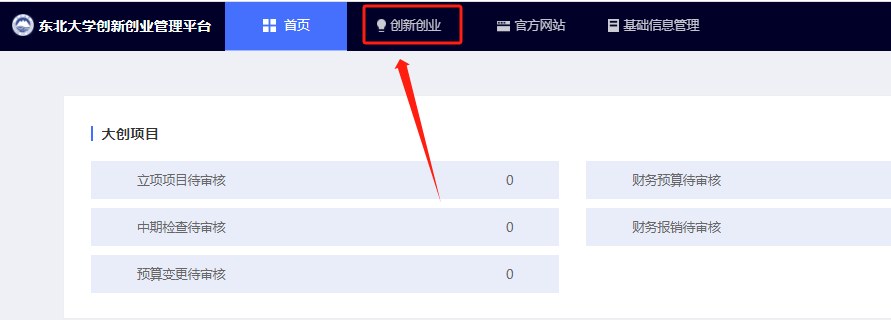 东北大学创新创业管理平台 首页 创新创业 官方网站 基础信息管理
大创项目
立项项目待审核 0 财务预算待审核
中期检查待审核 0 财务报销待审核
预算变更待审核 0